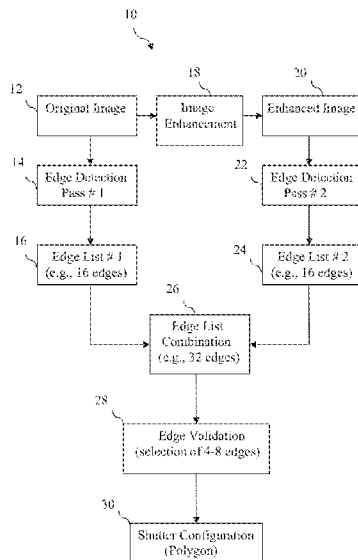 10
12
Original Image
18
Image
Enhancement
20
Enhanced Image
14
Edge Detection
Pass # 1
22
Edge Detection
Pass # 2
16
Edge List # 1
(e.g., 16 edges)
24
Edge List # 2
(e.g., 16 edges)
26
Edge List
Combination
(e.g., 32 edges)
28
Edge Validation
(selection of 4-8 edges)
30
Shutter Configuration
(Polygon)